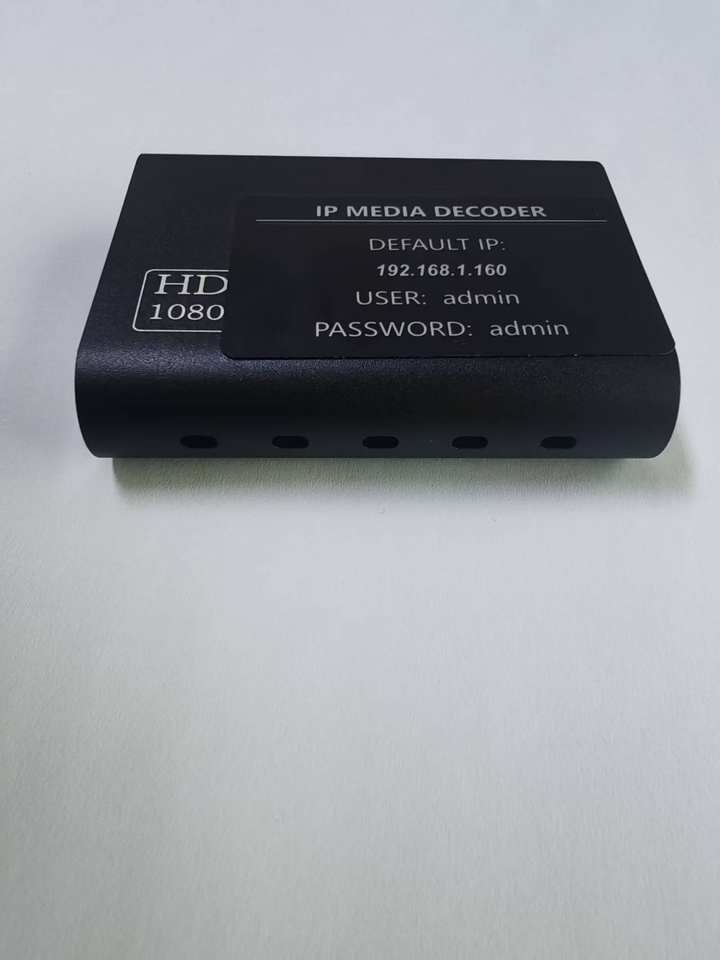 IP MEDIA DECODER
DEFAULT IP:
192.168.1.160
USER: admin
PASSWORD: admin
HD
1080